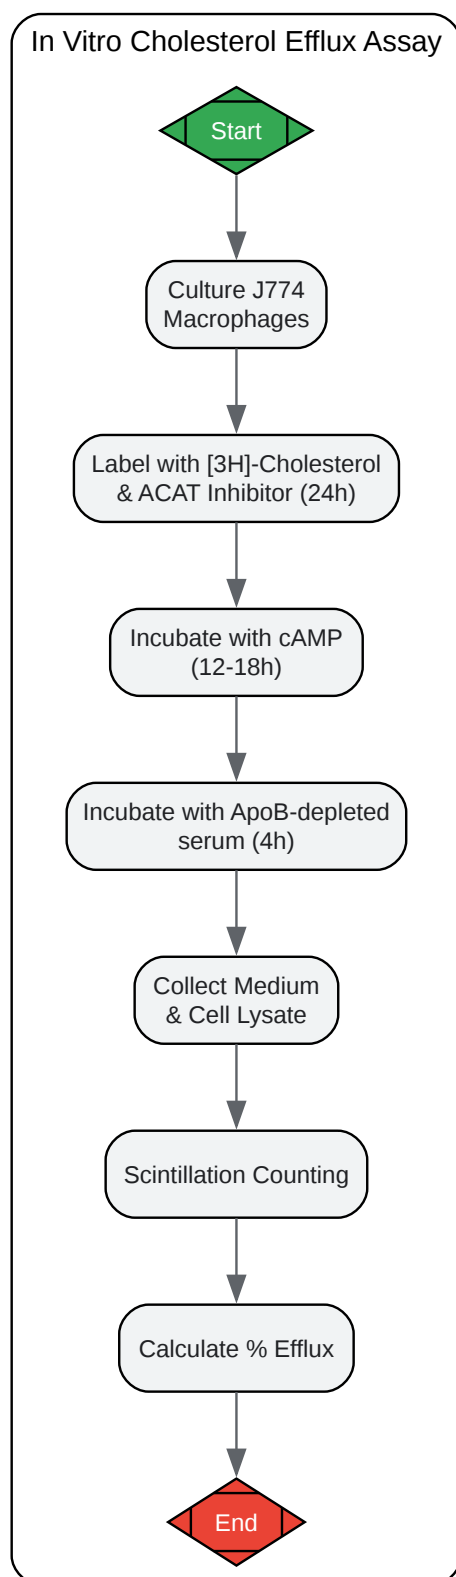 In Vitro Cholesterol Efflux Assay
Start
Culture J774
Macrophages
Label with [3H]-Cholesterol
& ACAT Inhibitor (24h)
Incubate with cAMP
(12-18h)
Incubate with ApoB-depleted
serum (4h)
Collect Medium
& Cell Lysate
Scintillation Counting
Calculate % Efflux
End